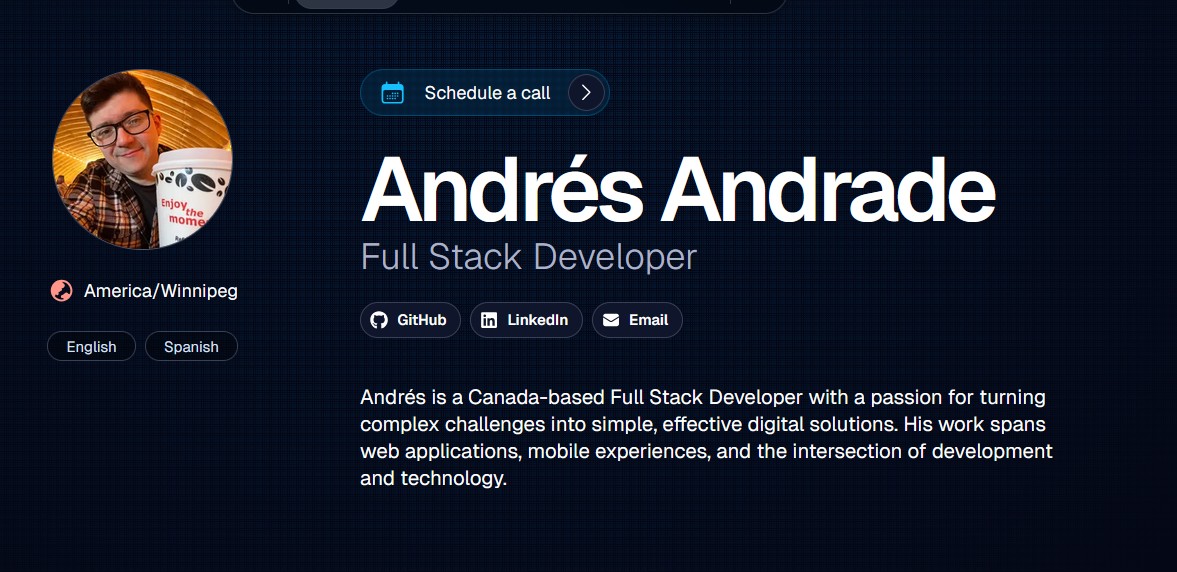 Schedule a call
Andrés Andrade
Full Stack Developer
America/Winnipeg
English
Spanish
GitHub
LinkedIn
Email
Andrés is a Canada-based Full Stack Developer with a passion for turning
complex challenges into simple, effective digital solutions. His work spans
web applications, mobile experiences, and the intersection of development
and technology.
Enjoy
the